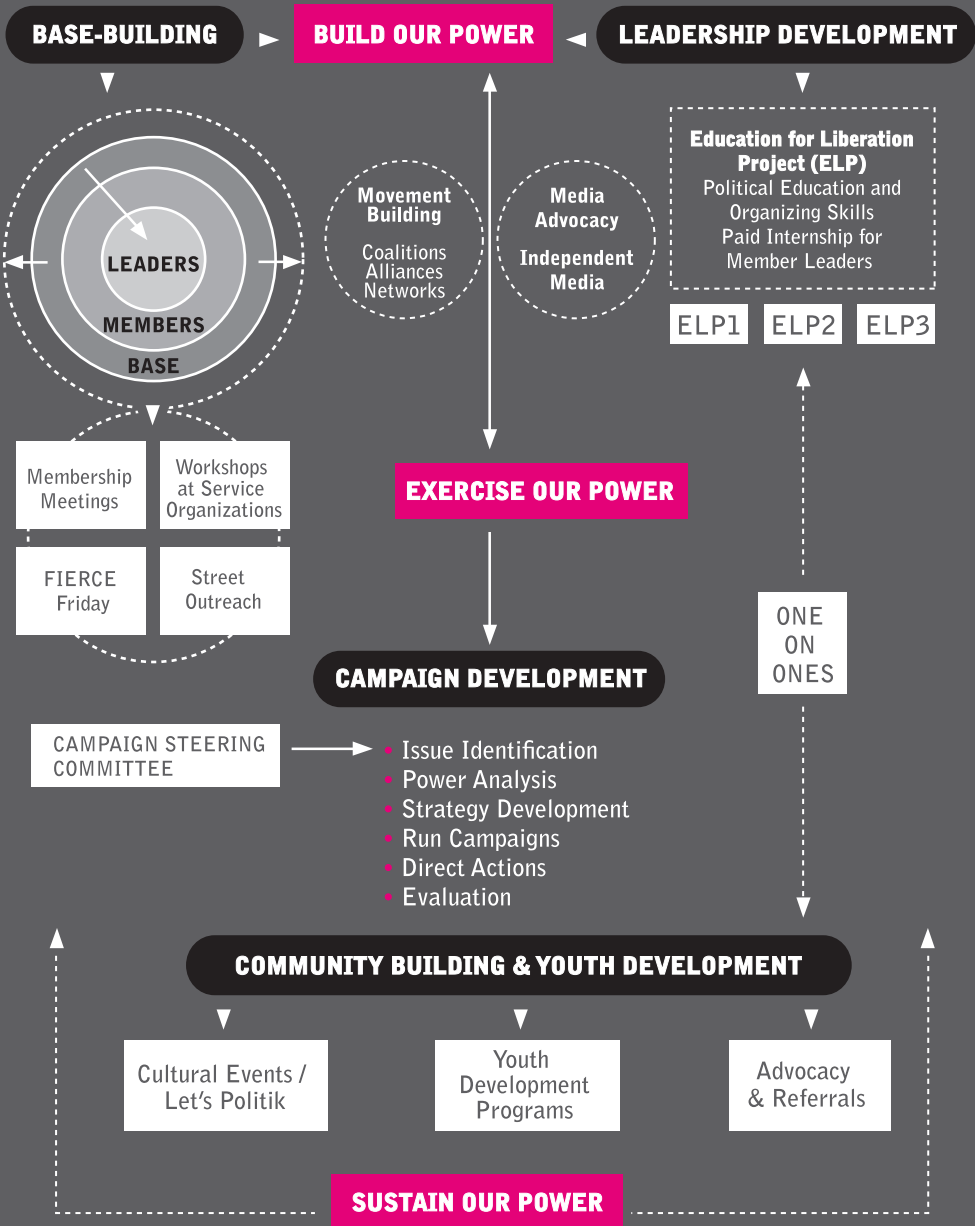 BASE-BUILDING
BUILD OUR POWER
LEADERSHIP DEVELOPMENT
LEADERS
MEMBERS
BASE
Movement
Building
Coalitions
Alliances
Networks
Media
Advocacy
Independent
Media
Education for Liberation
Project (ELP)
Political Education and
Organizing Skills
Paid Internship for
Member Leaders
ELP1
ELP2
ELP3
Membership
Meetings
Workshops
at Service
Organizations
FIERCE
Friday
Street
Outreach
EXERCISE OUR POWER
ONE
ON
ONES
CAMPAIGN DEVELOPMENT
CAMPAIGN STEERING
COMMITTEE
• Issue Identification
• Power Analysis
• Strategy Development
• Run Campaigns
• Direct Actions
• Evaluation
COMMUNITY BUILDING & YOUTH DEVELOPMENT
Cultural Events /
Let's Politik
Youth
Development
Programs
Advocacy
& Referrals
SUSTAIN OUR POWER